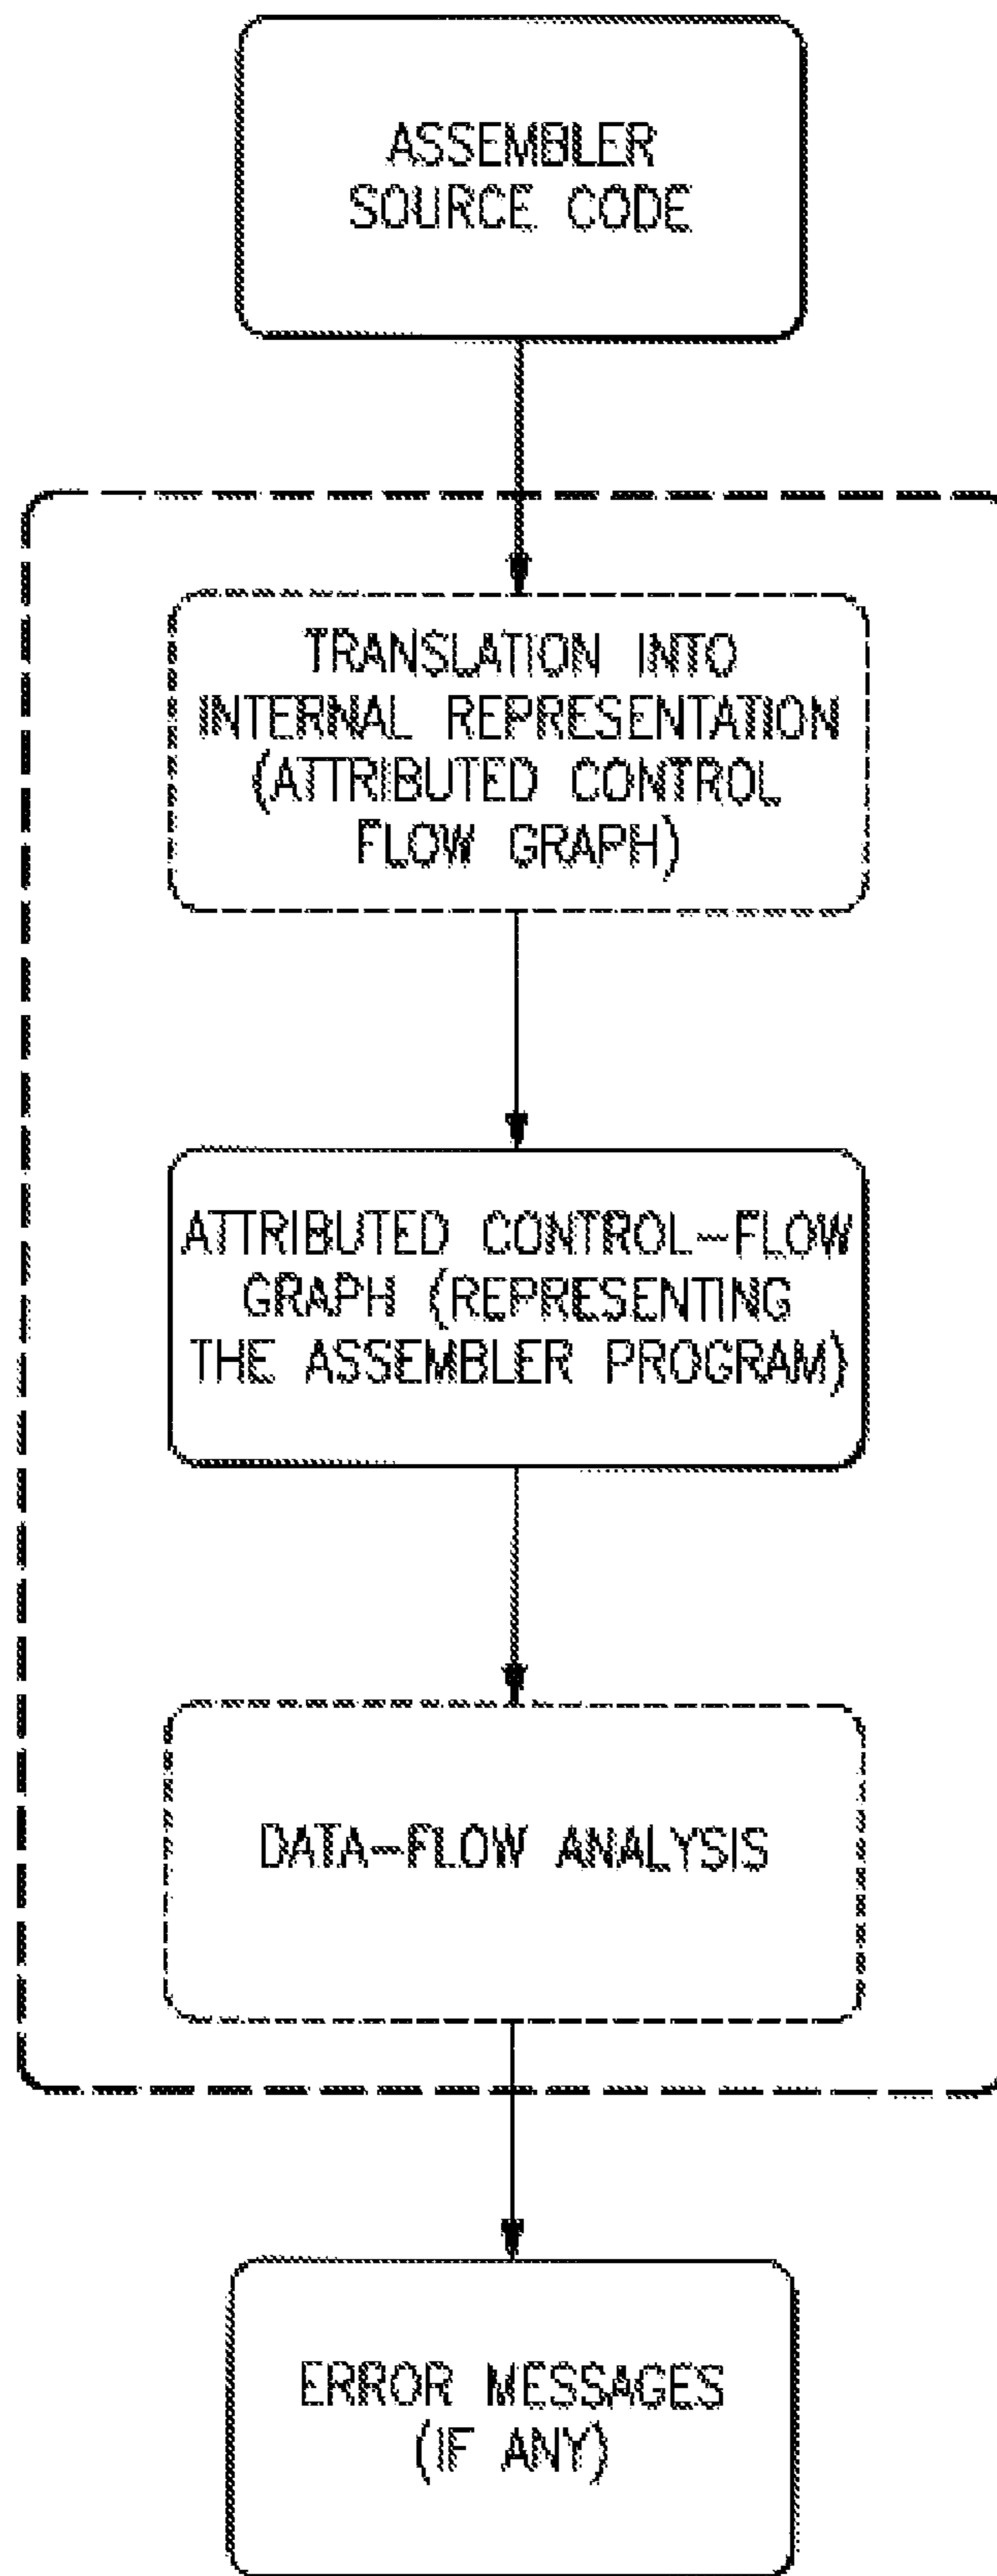 ASSEMBLER
SOURCE CODE
TRANSLATION INTO
INTERNAL REPRESENTATION
(ATTRIBUTED CONTROL
FLOW GRAPH)
ATTRIBUTED CONTROL-FLOW
GRAPH (REPRESENTING
THE ASSEMBLER PROGRAM)
DATA-FLOW ANALYSIS
ERROR MESSAGES
(IF ANY)